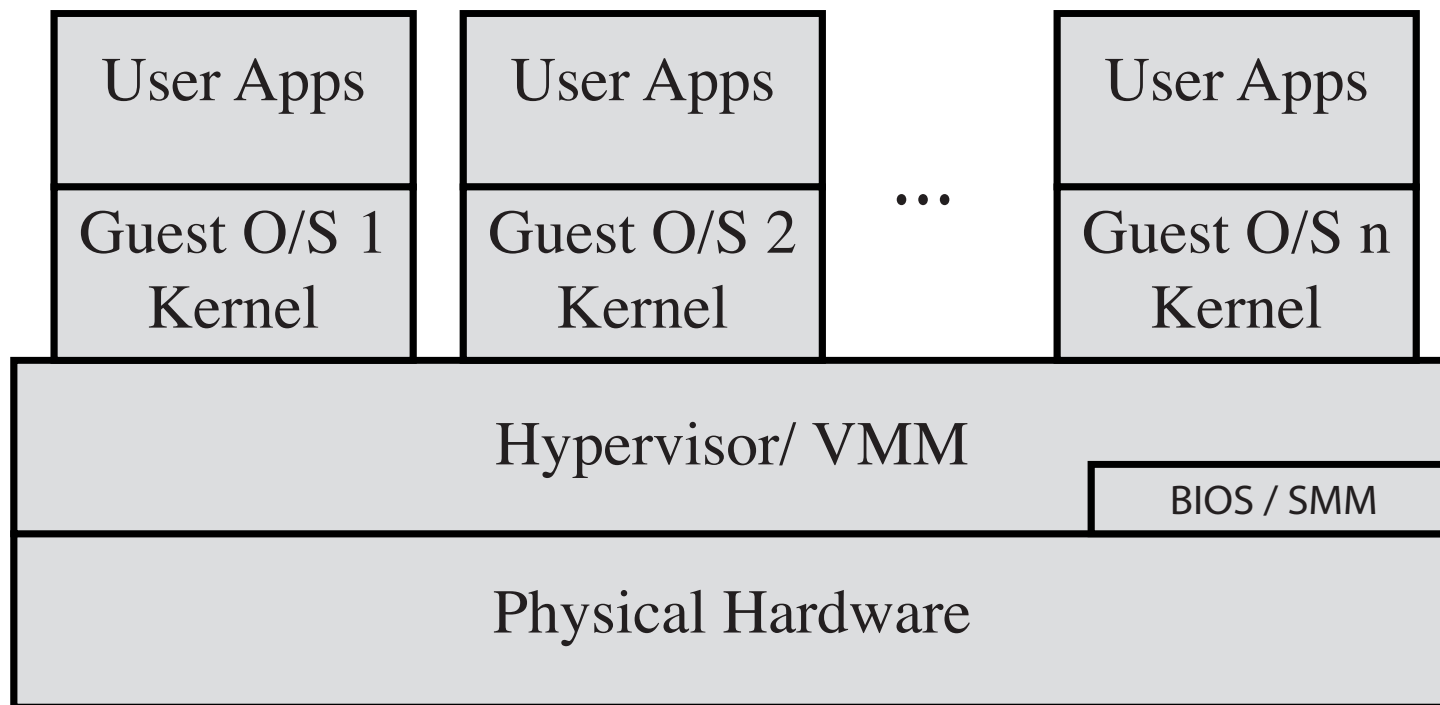 User Apps
User Apps
User Apps
Guest O/S 1
Kernel
Guest O/S 2
Kernel
...
Guest O/S n
Kernel
Hypervisor/ VMM
BIOS / SMM
Physical Hardware